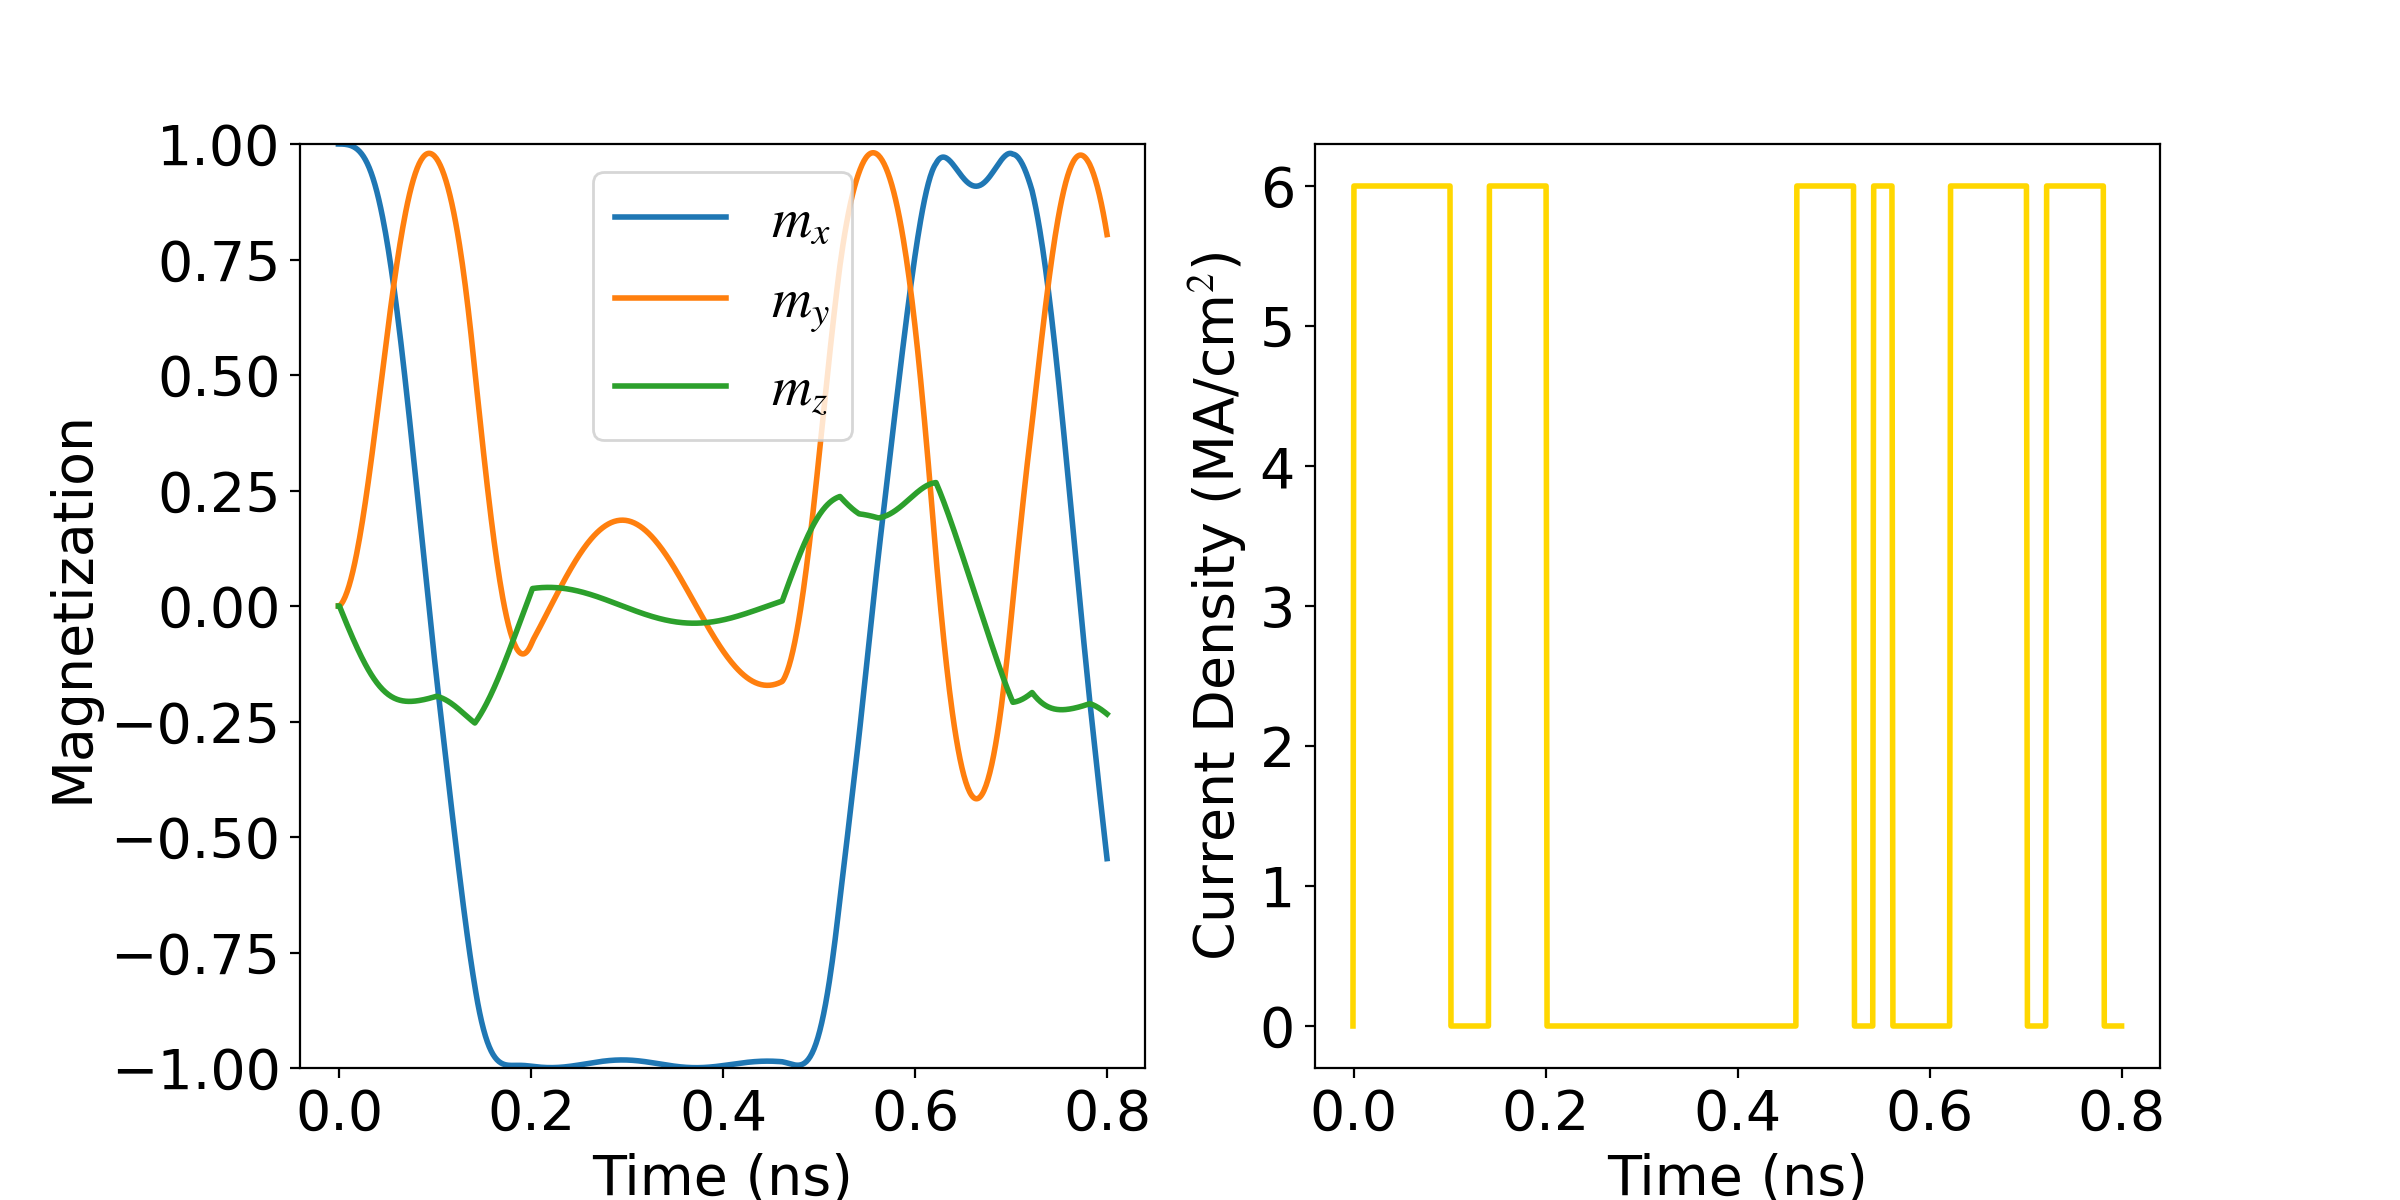 Magnetization
1.00
0.75
0.50
0.25
0.00
−0.25
−0.50
−0.75
−1.00
0.0 0.2 0.4 0.6 0.8
Time (ns)
m_x
m_y
m_z
Current Density (MA/cm²)
6
5
4
3
2
1
0
0.0 0.2 0.4 0.6 0.8
Time (ns)